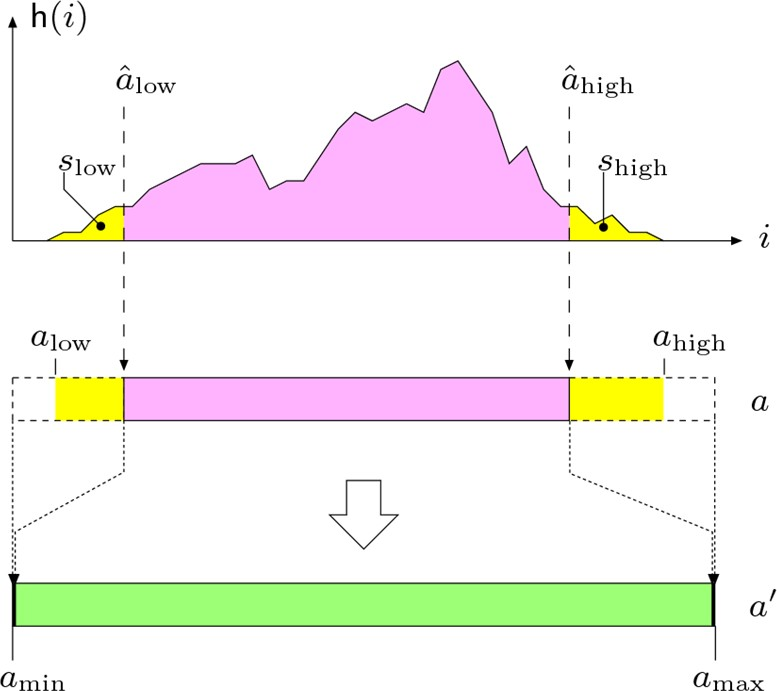 h(i)
â_low â_high
s_low s_high
i
a_low a_high
a
a′
a_min a_max